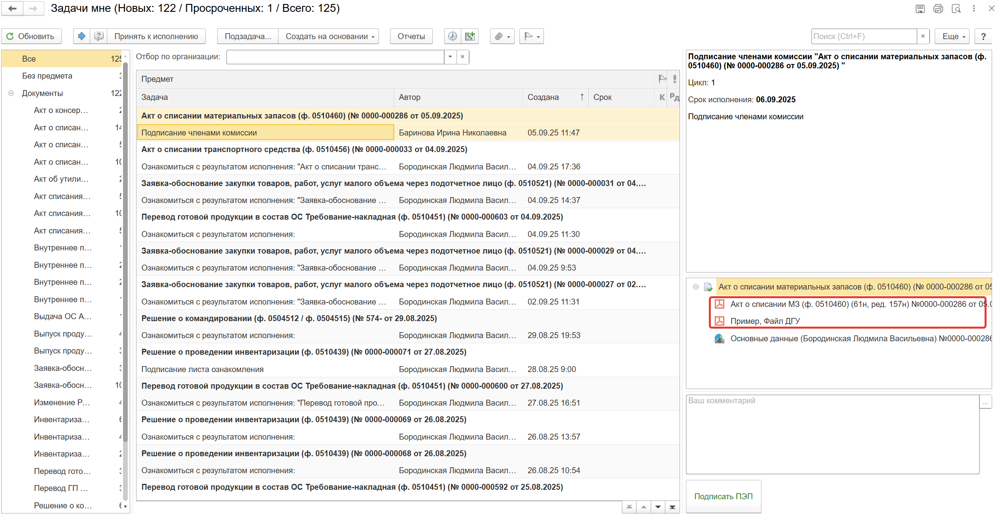 Задачи мне (Новых: 122 / Просроченных: 1 / Всего: 125)
Обновить
Принять к исполнению
Подзадача...
Создать на основании
Отчеты
Поиск (Ctrl+F)
×
Еще
?
Все 125
Без предмета
Документы 122
Акт о консер...
Акт о списан... 14
Акт о списан...
Акт о списан... 10
Акт об утили...
Акт списания...
Акт списания... 10
Акт списания...
Внутреннее п...
Внутреннее п...
Внутреннее п...
Внутреннее п...
Выдача ОС А...
Выпуск проду...
Выпуск проду...
Заявка-обосн...
Заявка-обосн... 10
Изменение Р...
Инвентариза...
Инвентариза...
Инвентариза...
Перевод гото...
Перевод ГП ...
Решение о ко...
Отбор по организации:
×
Предмет
Задача Автор Создана ↑ Срок К Рд
Акт о списании материальных запасов (ф. 0510460) (№ 0000-000286 от 05.09.2025)
Подписание членами комиссии Баринова Ирина Николаевна 05.09.25 11:47
Акт о списании транспортного средства (ф. 0510456) (№ 0000-000033 от 04.09.2025)
Ознакомиться с результатом исполнения: "Акт о списании транс... Бородинская Людмила Васил... 04.09.25 17:36
Заявка-обоснование закупки товаров, работ, услуг малого объема через подотчетное лицо (ф. 0510521) (№ 0000-000031 от 04....
Ознакомиться с результатом исполнения: "Заявка-обоснование ... Бородинская Людмила Васил... 04.09.25 14:37
Перевод готовой продукции в состав ОС Требование-накладная (ф. 0510451) (№ 0000-000603 от 04.09.2025)
Ознакомиться с результатом исполнения: Бородинская Людмила Васил... 04.09.25 11:30
Заявка-обоснование закупки товаров, работ, услуг малого объема через подотчетное лицо (ф. 0510521) (№ 0000-000029 от 04....
Ознакомиться с результатом исполнения: "Заявка-обоснование ... Бородинская Людмила Васил... 04.09.25 9:53
Заявка-обоснование закупки товаров, работ, услуг малого объема через подотчетное лицо (ф. 0510521) (№ 0000-000027 от 02....
Ознакомиться с результатом исполнения: "Заявка-обоснование ... Бородинская Людмила Васил... 02.09.25 11:31
Решение о командировании (ф. 0504512 / ф. 0504515) (№ 574- от 29.08.2025)
Ознакомиться с результатом исполнения: Бородинская Людмила Васил... 29.08.25 19:53
Решение о проведении инвентаризации (ф. 0510439) (№ 0000-000071 от 27.08.2025)
Подписание листа ознакомления Бородинская Людмила Васил... 28.08.25 9:00
Перевод готовой продукции в состав ОС Требование-накладная (ф. 0510451) (№ 0000-000600 от 27.08.2025)
Ознакомиться с результатом исполнения: "Перевод готовой про... Бородинская Людмила Васил... 27.08.25 16:51
Решение о проведении инвентаризации (ф. 0510439) (№ 0000-000069 от 26.08.2025)
Ознакомиться с результатом исполнения: Бородинская Людмила Васил... 26.08.25 13:57
Решение о проведении инвентаризации (ф. 0510439) (№ 0000-000068 от 26.08.2025)
Ознакомиться с результатом исполнения: Бородинская Людмила Васил... 26.08.25 10:54
Перевод готовой продукции в состав ОС Требование-накладная (ф. 0510451) (№ 0000-000592 от 25.08.2025)
Подписание членами комиссии "Акт о списании материальных запасов (ф.
0510460) (№ 0000-000286 от 05.09.2025) "
Цикл: 1
Срок исполнения: 06.09.2025
Подписание членами комиссии
Акт о списании материальных запасов (ф. 0510460) (№ 0000-000286 от 05
Акт о списании МЗ (ф. 0510460) (61н, ред. 157н) №0000-000286 от 05.0
Пример, Файл ДГУ
Основные данные (Бородинская Людмила Васильевна) №0000-000286
Ваш комментарий
...
Подписать ПЭП